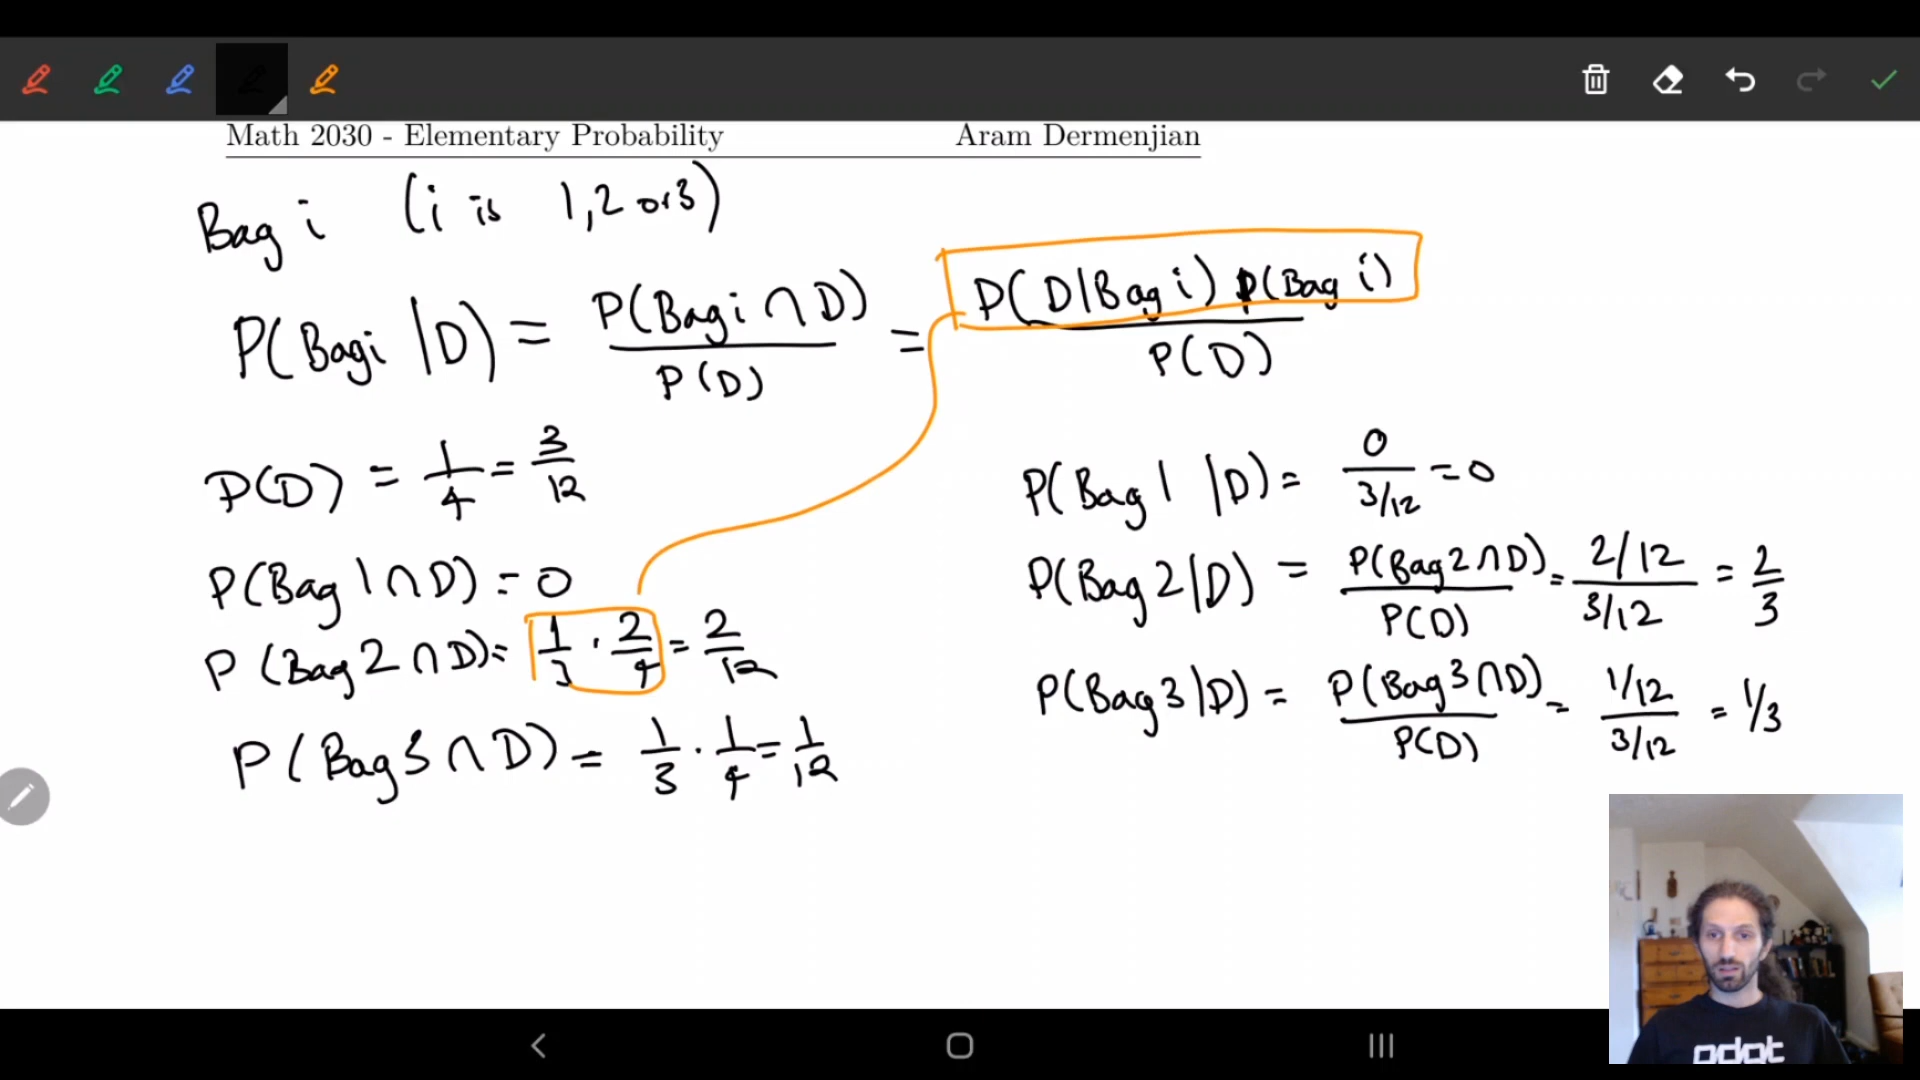 Math 2030 - Elementary Probability Aram Dermenjian
Bag i (i is 1,2 or 3)
P(Bag i | D) = P(Bag i ∩ D) / P(D) = P(D|Bag i) P(Bag i) / P(D)
P(D) = 1/4 = 3/12
P(Bag 1 ∩ D) = 0
P(Bag 2 ∩ D) = 1/3 · 2/4 = 2/12
P(Bag 3 ∩ D) = 1/3 · 1/4 = 1/12
P(Bag 1 | D) = 0 / 3/12 = 0
P(Bag 2 | D) = P(Bag 2 ∩ D) / P(D) = 2/12 / 3/12 = 2/3
P(Bag 3 | D) = P(Bag 3 ∩ D) / P(D) = 1/12 / 3/12 = 1/3